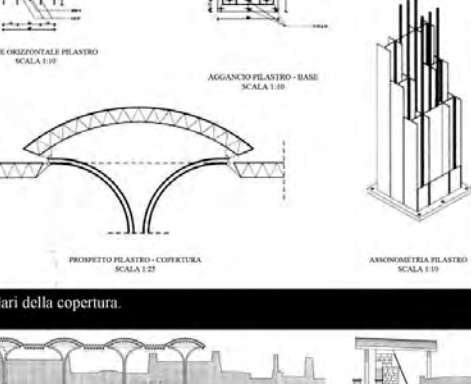 E ORIZZONTALE PILASTRO
SCALA 1:10
AGGANCIO PILASTRO - BASE
SCALA 1:10
PROSPETTO PILASTRO - COPERTURA
SCALA 1:25
ASSONOMETRIA PILASTRO
SCALA 1:10
lari della copertura.